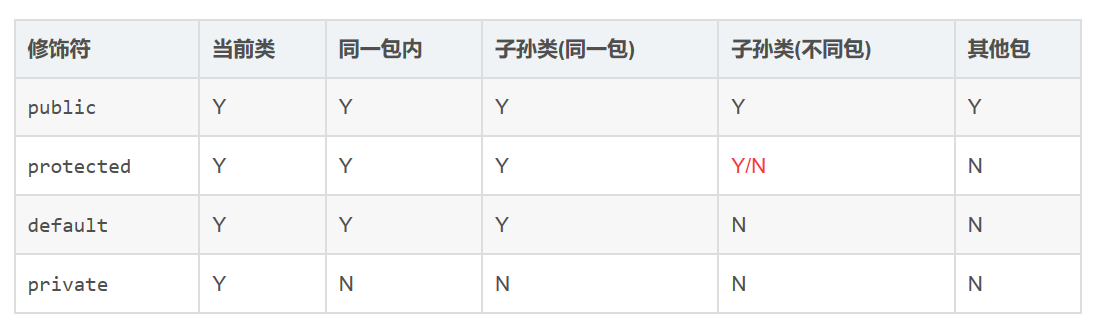 修饰符 当前类 同一包内 子孙类(同一包) 子孙类(不同包) 其他包
public Y Y Y Y Y
protected Y Y Y Y/N N
default Y Y Y N N
private Y N N N N